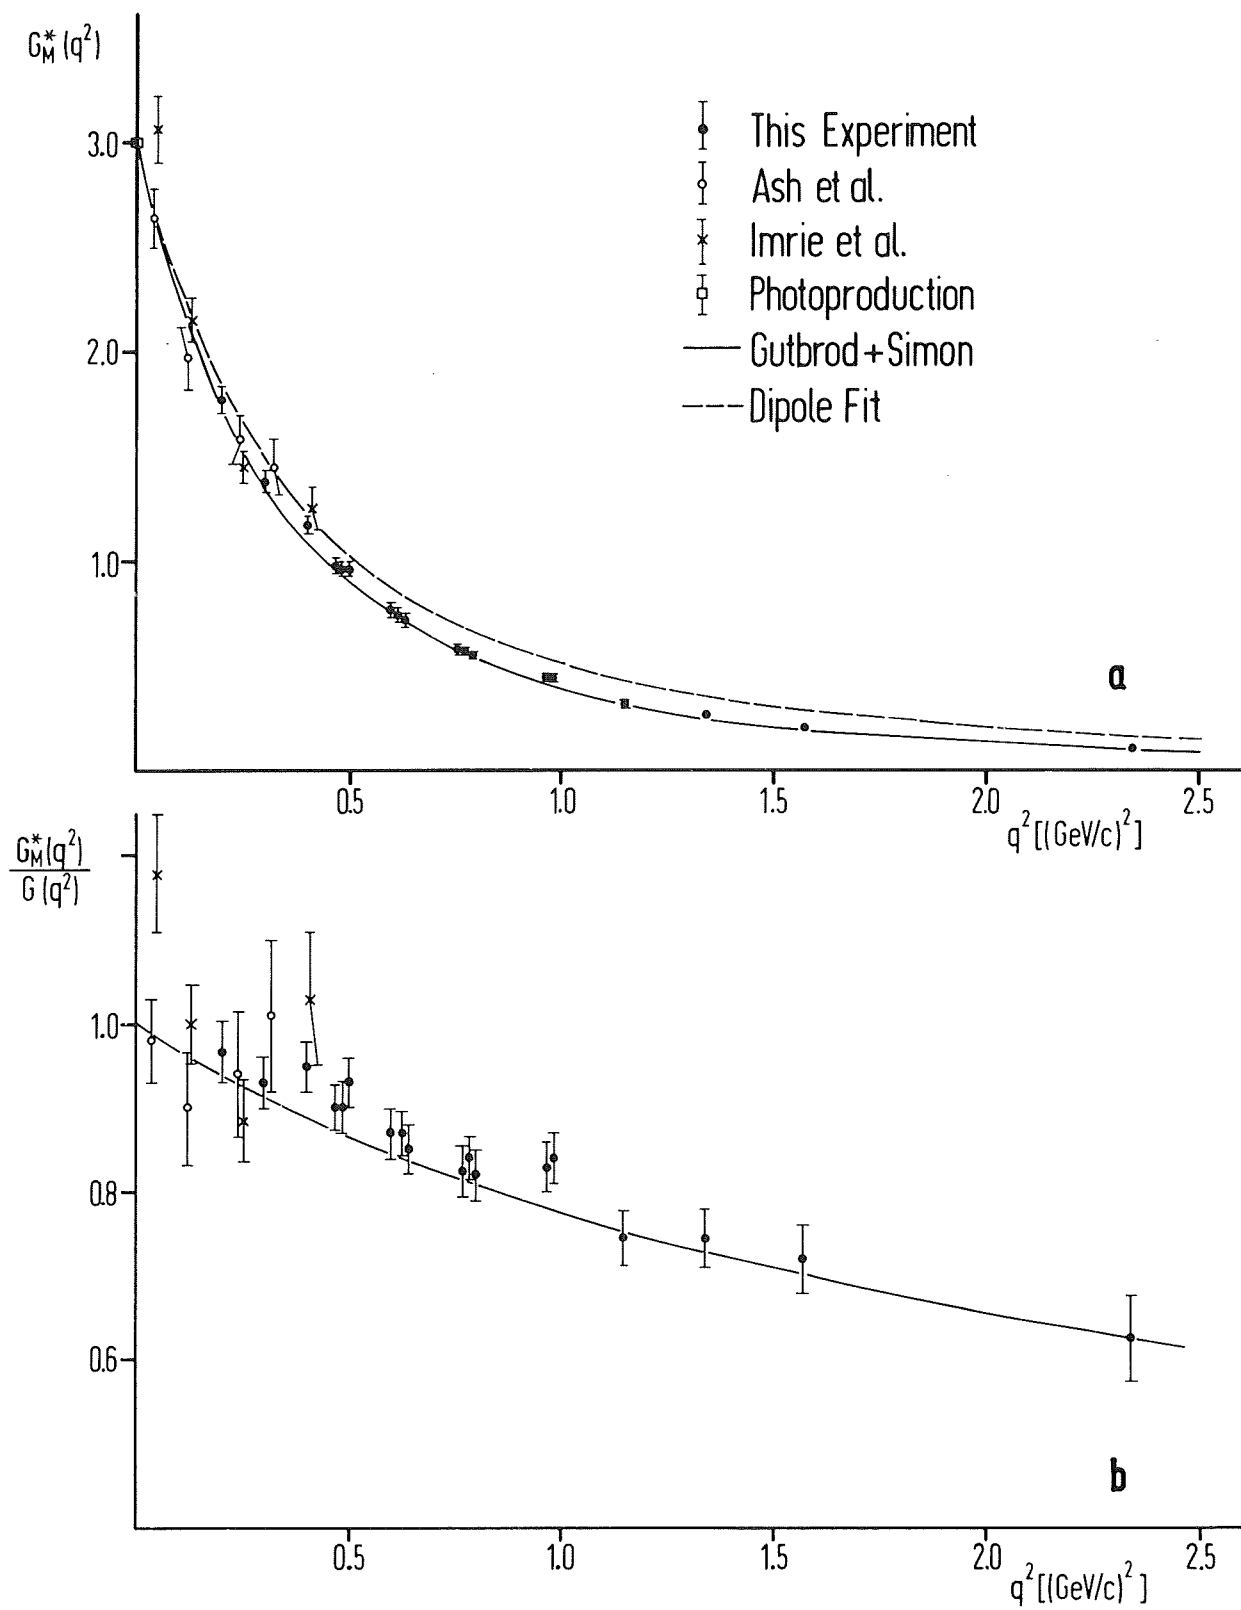 G*M(q²)
3.0
2.0
1.0
This Experiment
Ash et al.
Imrie et al.
Photoproduction
Gutbrod+Simon
Dipole Fit
a
0.5 1.0 1.5 2.0 2.5
q² [(GeV/c)²]
G*M(q²)
G(q²)
1.0
0.8
0.6
b
0.5 1.0 1.5 2.0 2.5
q² [(GeV/c)²]